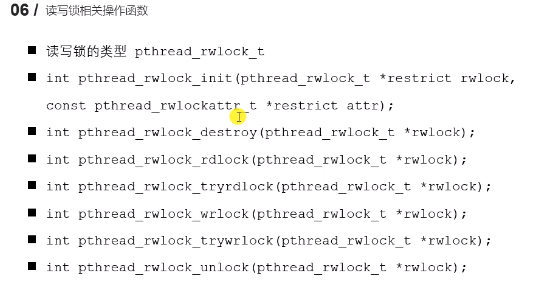 06 / 读写锁相关操作函数
■ 读写锁的类型 pthread_rwlock_t
■ int pthread_rwlock_init(pthread_rwlock_t *restrict rwlock,
const pthread_rwlockattr_t *restrict attr);
■ int pthread_rwlock_destroy(pthread_rwlock_t *rwlock);
■ int pthread_rwlock_rdlock(pthread_rwlock_t *rwlock);
■ int pthread_rwlock_tryrdlock(pthread_rwlock_t *rwlock);
■ int pthread_rwlock_wrlock(pthread_rwlock_t *rwlock);
■ int pthread_rwlock_trywrlock(pthread_rwlock_t *rwlock);
■ int pthread_rwlock_unlock(pthread_rwlock_t *rwlock);